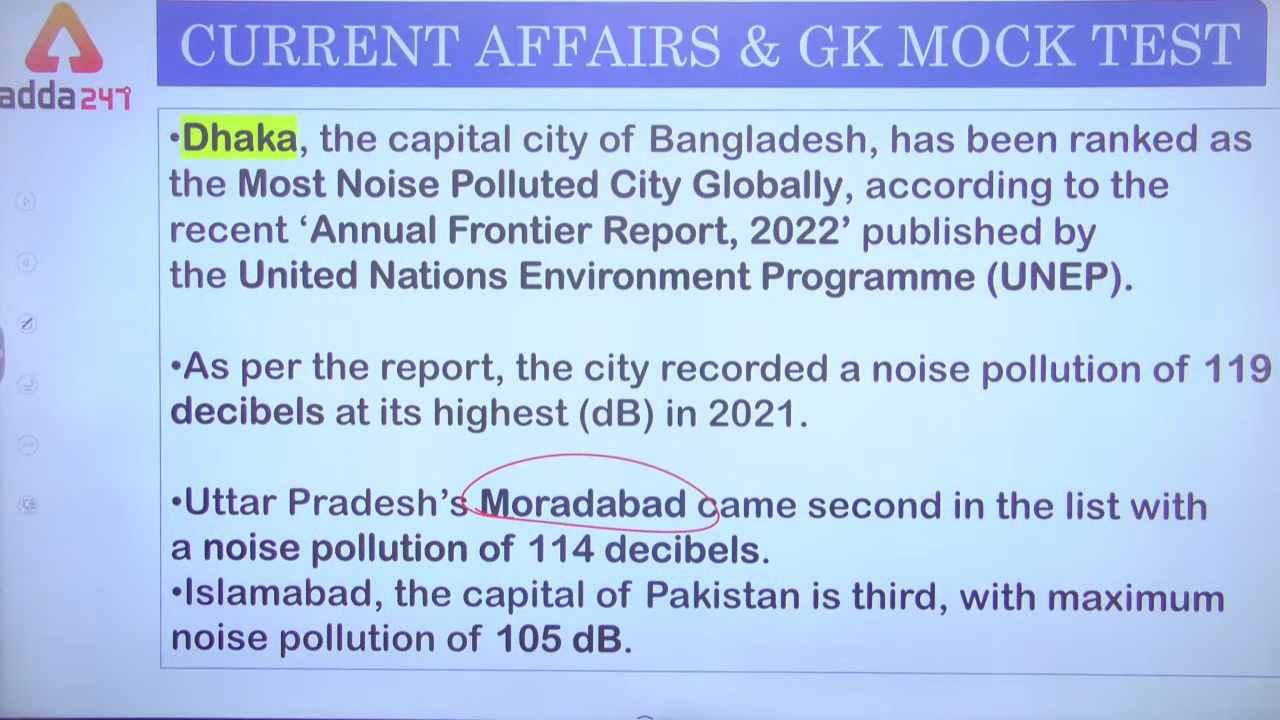 CURRENT AFFAIRS & GK MOCK TEST
adda247
•Dhaka, the capital city of Bangladesh, has been ranked as
the Most Noise Polluted City Globally, according to the
recent ‘Annual Frontier Report, 2022’ published by
the United Nations Environment Programme (UNEP).
•As per the report, the city recorded a noise pollution of 119
decibels at its highest (dB) in 2021.
•Uttar Pradesh’s Moradabad came second in the list with
a noise pollution of 114 decibels.
•Islamabad, the capital of Pakistan is third, with maximum
noise pollution of 105 dB.